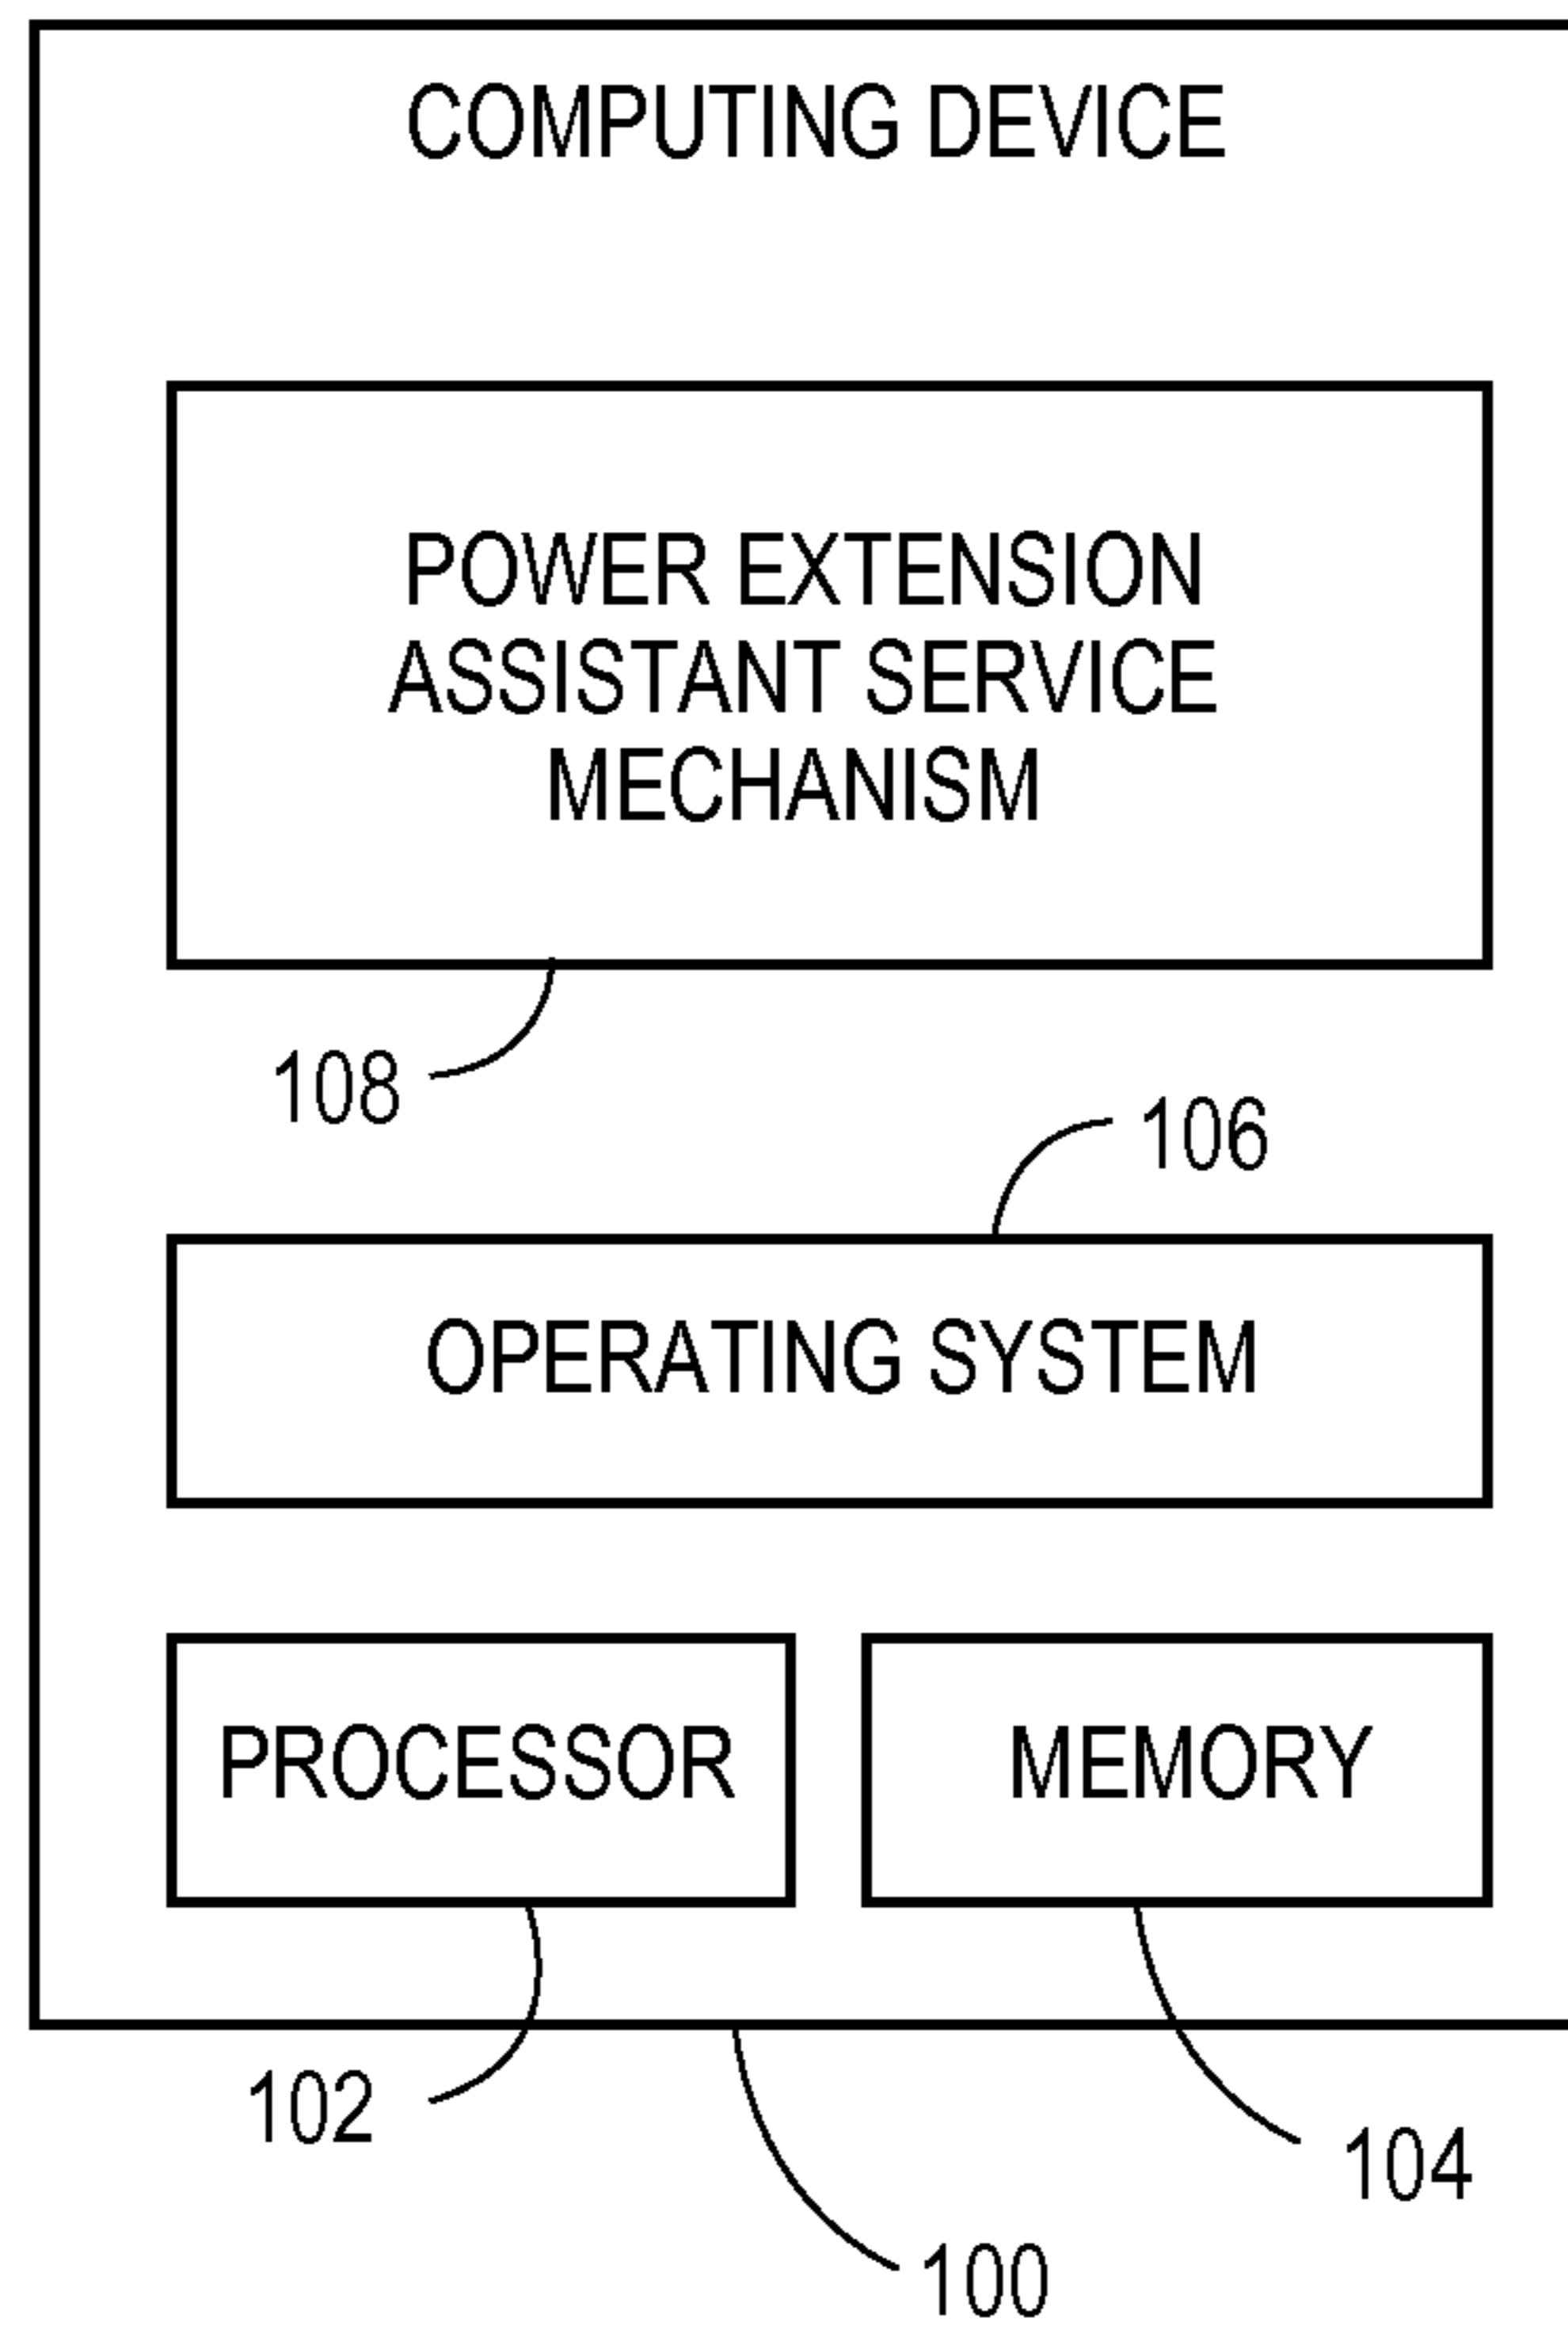 COMPUTING DEVICE
POWER EXTENSION
ASSISTANT SERVICE
MECHANISM
108
106
OPERATING SYSTEM
PROCESSOR
MEMORY
102
104
100